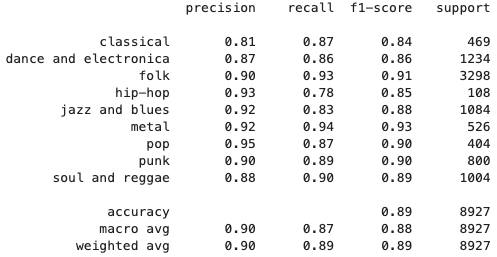 precision recall f1-score support
classical 0.81 0.87 0.84 469
dance and electronica 0.87 0.86 0.86 1234
folk 0.90 0.93 0.91 3298
hip-hop 0.93 0.78 0.85 108
jazz and blues 0.92 0.83 0.88 1084
metal 0.92 0.94 0.93 526
pop 0.95 0.87 0.90 404
punk 0.90 0.89 0.90 800
soul and reggae 0.88 0.90 0.89 1004
accuracy 0.89 8927
macro avg 0.90 0.87 0.88 8927
weighted avg 0.90 0.89 0.89 8927